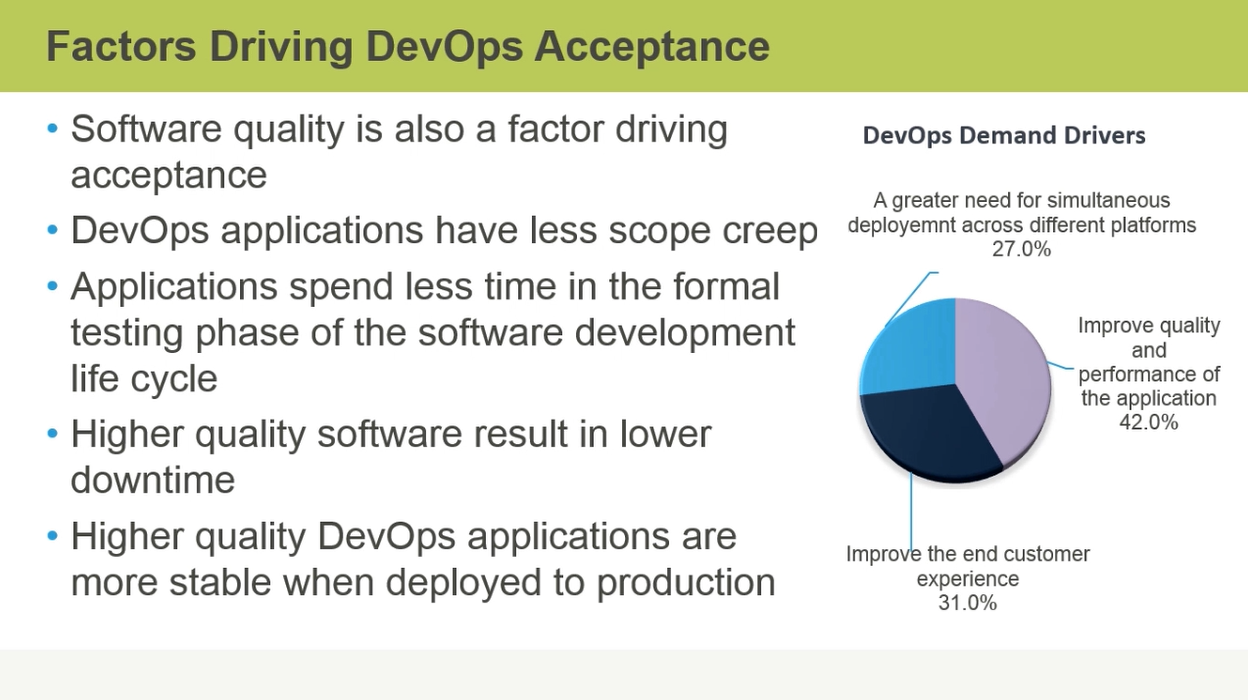 Factors Driving DevOps Acceptance
• Software quality is also a factor driving
acceptance
• DevOps applications have less scope creep
• Applications spend less time in the formal
testing phase of the software development
life cycle
• Higher quality software result in lower
downtime
• Higher quality DevOps applications are
more stable when deployed to production
DevOps Demand Drivers
A greater need for simultaneous
deployemnt across different platforms
27.0%
Improve quality
and
performance of
the application
42.0%
Improve the end customer
experience
31.0%